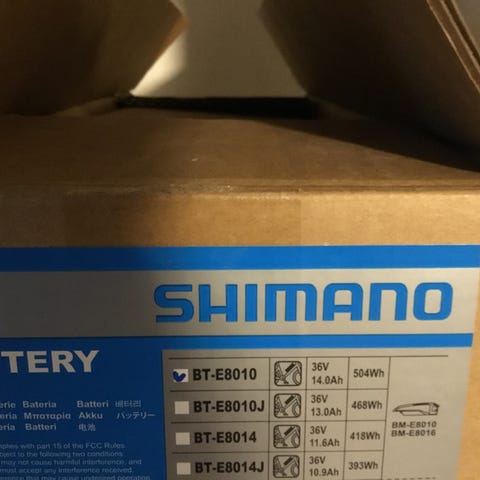 SHIMANO
TTERY
erie Bateria Batteri 배터리
eria Μπαταρία Akku バッテリー
eria Batteri 电池
mplies with part 15 of the FCC Rules.
bject to the following two conditions:
may not cause harmful interference, and
must accept any interference received,
BT-E8010 36V 14.0Ah 504Wh
BT-E8010J 36V 13.0Ah 468Wh
BT-E8014 36V 11.6Ah 418Wh
BT-E8014J 36V 10.9Ah 393Wh
BM-E8010
BM-E8016